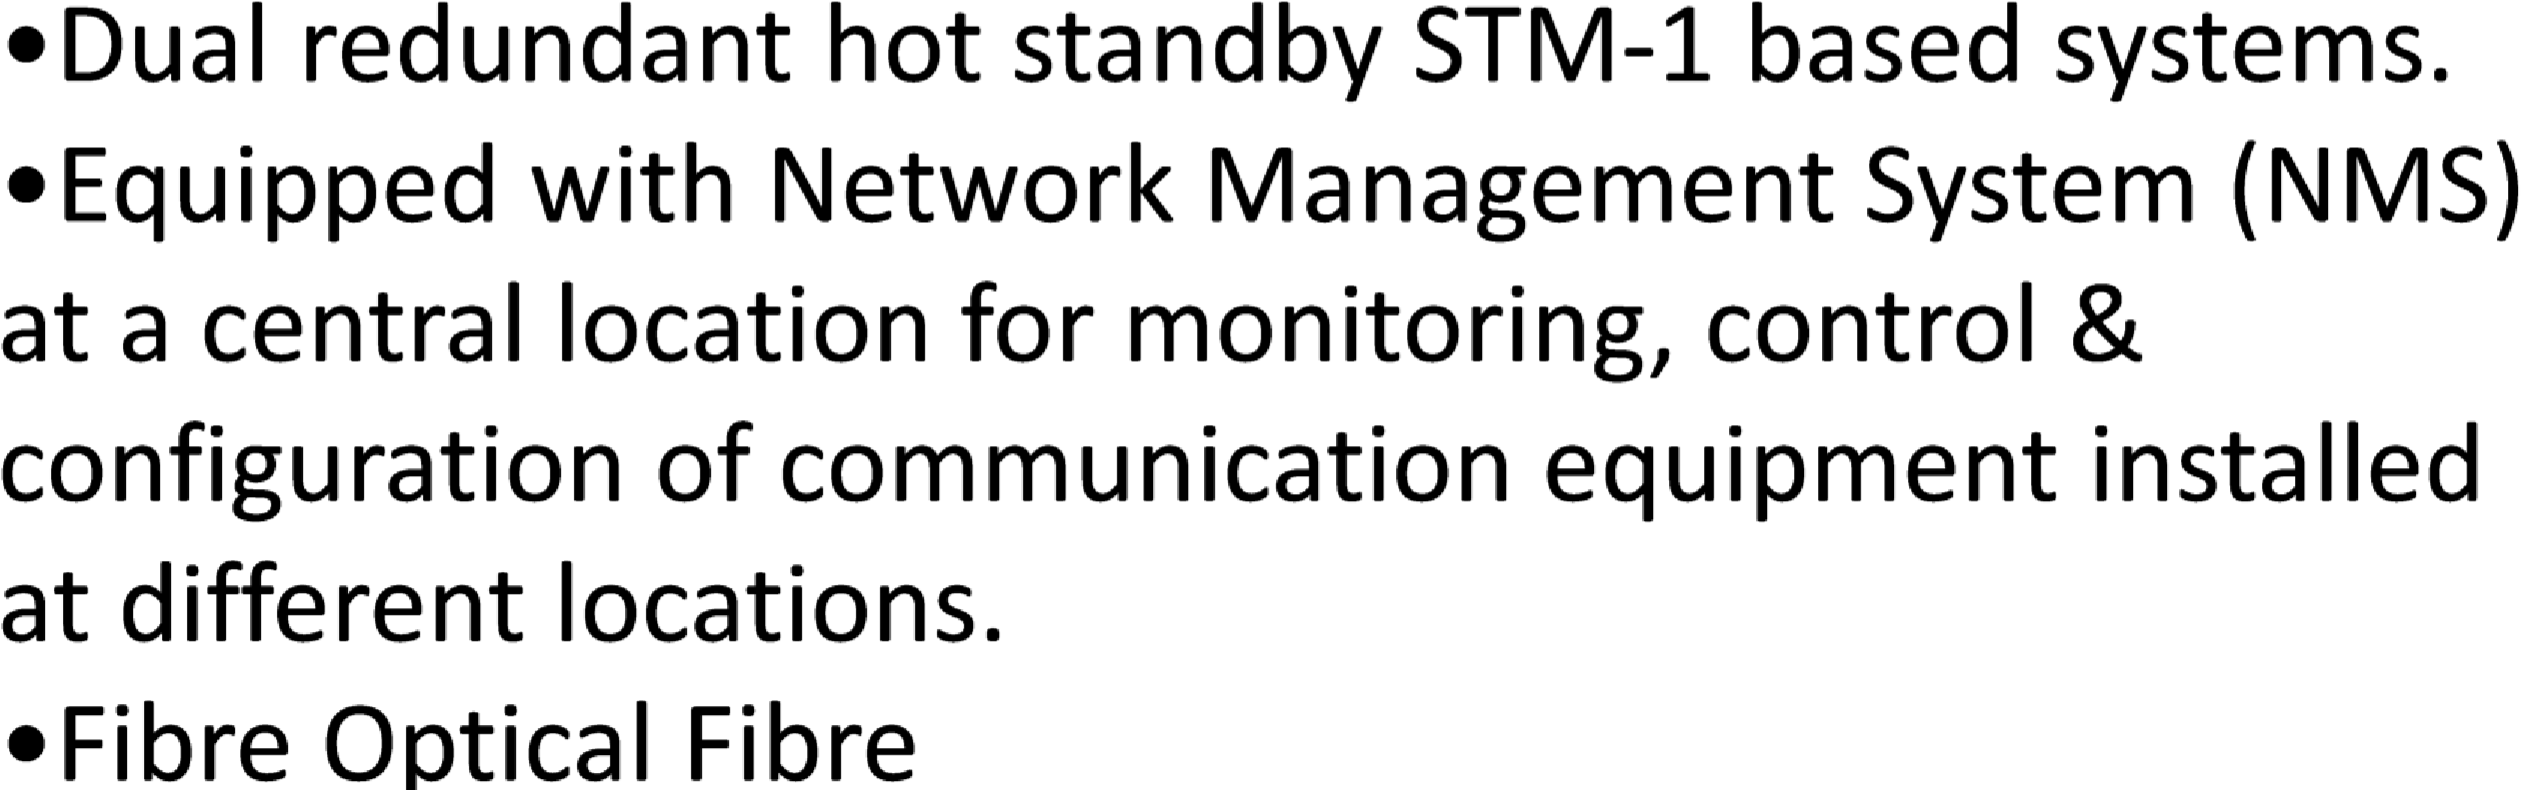 •Dual redundant hot standby STM-1 based systems.
•Equipped with Network Management System (NMS)
at a central location for monitoring, control &
configuration of communication equipment installed
at different locations.
•Fibre Optical Fibre